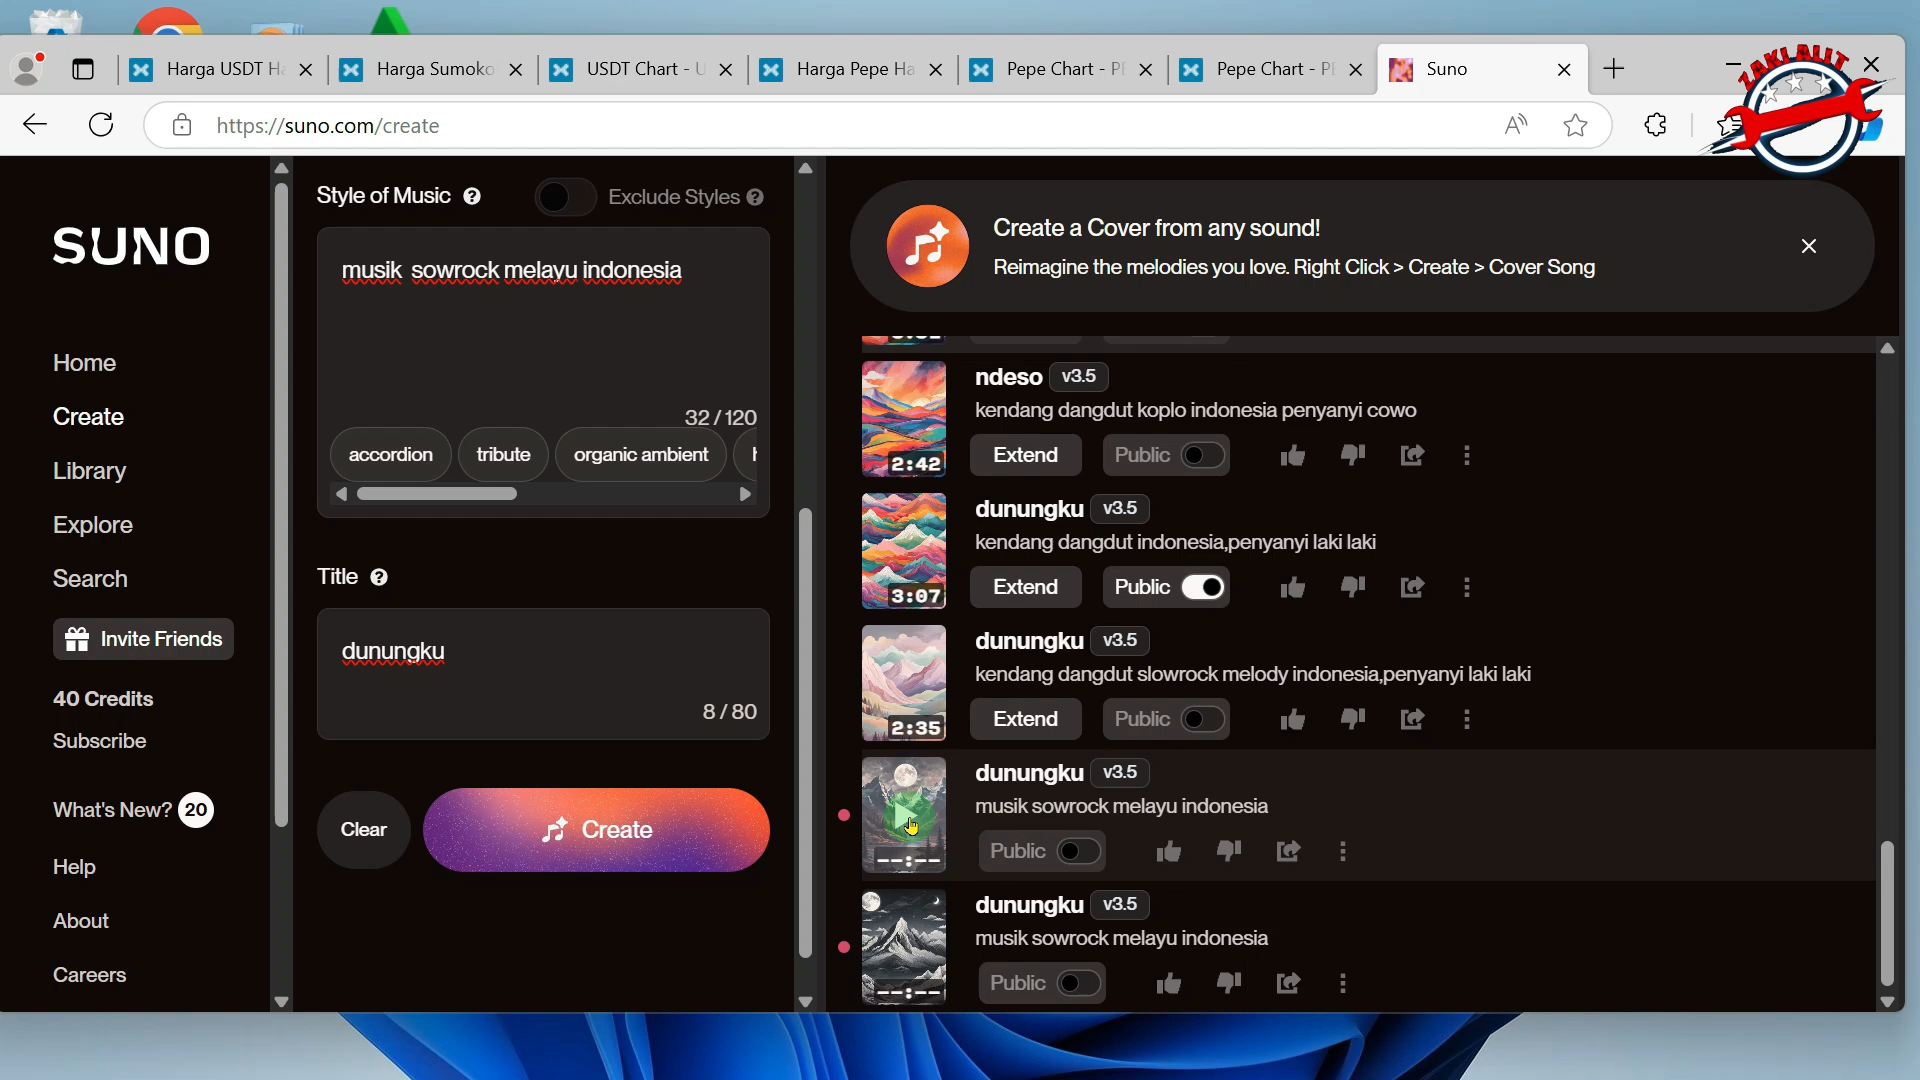 Harga USDT Ha
Harga Sumoko
USDT Chart - U
Harga Pepe Ha
Pepe Chart - PE
Pepe Chart - PE
Suno
ZAKLALLIT
https://suno.com/create
SUNO
Home
Create
Library
Explore
Search
Invite Friends
40 Credits
Subscribe
What's New? 20
Help
About
Careers
Style of Music
Exclude Styles
musik sowrock melayu indonesia
32 / 120
accordion
tribute
organic ambient
Title
dunungku
8 / 80
Clear
Create
Create a Cover from any sound!
Reimagine the melodies you love. Right Click > Create > Cover Song
ndeso v3.5
kendang dangdut koplo indonesia penyanyi cowo
2:42
Extend
Public
dunungku v3.5
kendang dangdut indonesia,penyanyi laki laki
3:07
Extend
Public
dunungku v3.5
kendang dangdut slowrock melody indonesia,penyanyi laki laki
2:35
Extend
Public
dunungku v3.5
musik sowrock melayu indonesia
--:--
Public
dunungku v3.5
musik sowrock melayu indonesia
--:--
Public